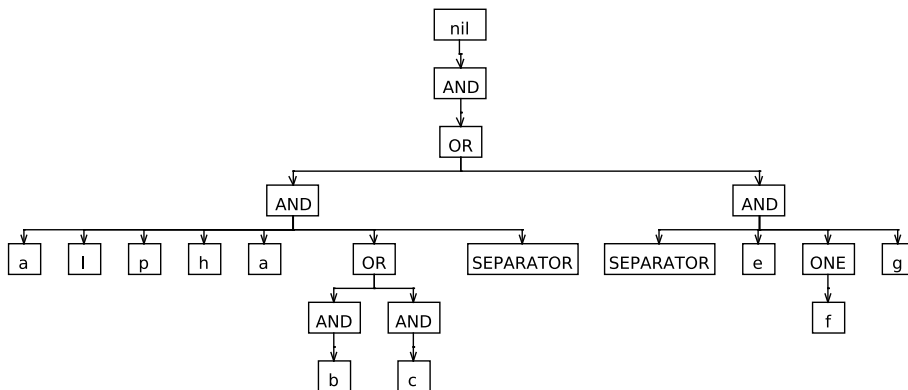 nil
AND
OR
AND AND
a l p h a OR SEPARATOR SEPARATOR e ONE g
AND AND f
b c